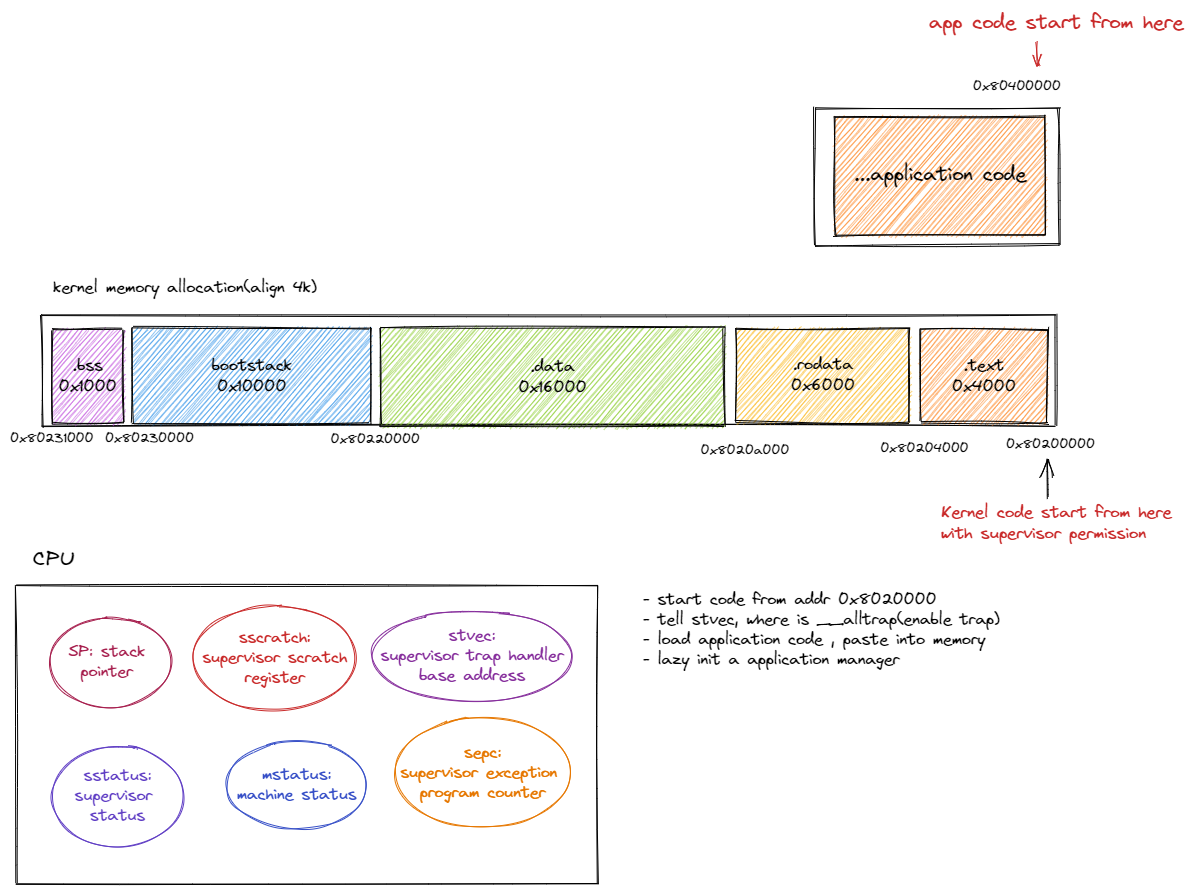 app code start from here
0x80400000
...application code
kernel memory allocation(align 4k)
.bss
0x1000
bootstack
0x10000
.data
0x16000
.rodata
0x6000
.text
0x4000
0x80231000
0x80230000
0x80220000
0x8020a000
0x80204000
0x80200000
Kernel code start from here
with supervisor permission
CPU
SP: stack
pointer
sscratch:
supervisor scratch
register
stvec:
supervisor trap handler
base address
sstatus:
supervisor
status
mstatus:
machine status
sepc:
supervisor exception
program counter
- start code from addr 0x8020000
- tell stvec, where is __alltrap(enable trap)
- load application code , paste into memory
- lazy init a application manager